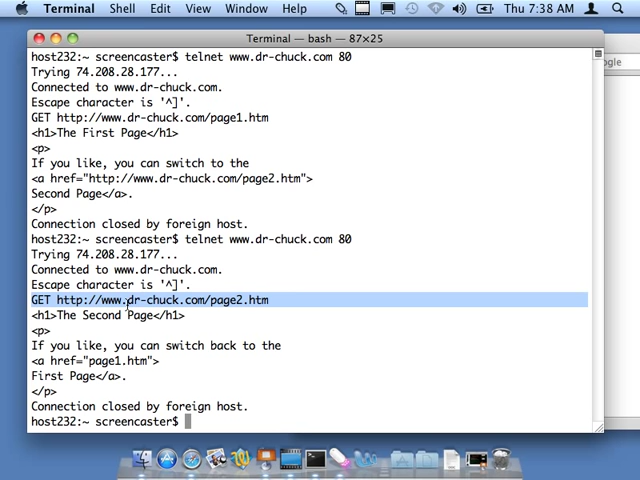 Terminal Shell Edit View Window Help Thu 7:38 AM
Terminal — bash — 87×25
host232:~ screencaster$ telnet www.dr-chuck.com 80
Trying 74.208.28.177...
Connected to www.dr-chuck.com.
Escape character is '^]'.
GET http://www.dr-chuck.com/page1.htm
<h1>The First Page</h1>
<p>
If you like, you can switch to the
<a href="http://www.dr-chuck.com/page2.htm">
Second Page</a>.
</p>
Connection closed by foreign host.
host232:~ screencaster$ telnet www.dr-chuck.com 80
Trying 74.208.28.177...
Connected to www.dr-chuck.com.
Escape character is '^]'.
GET http://www.dr-chuck.com/page2.htm
<h1>The Second Page</h1>
<p>
If you like, you can switch back to the
<a href="page1.htm">
First Page</a>.
</p>
Connection closed by foreign host.
host232:~ screencaster$